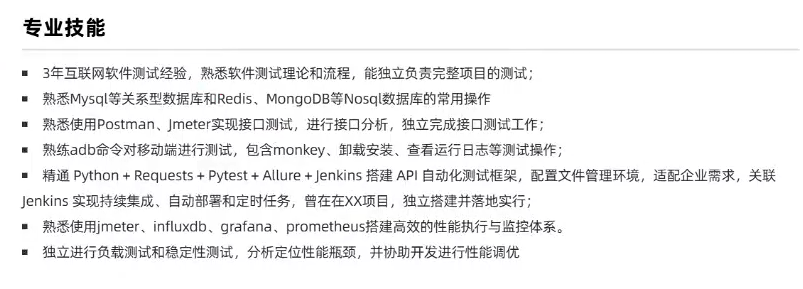 专业技能
3年互联网软件测试经验，熟悉软件测试理论和流程，能独立负责完整项目的测试；
熟悉Mysql等关系型数据库和Redis、MongoDB等Nosql数据库的常用操作
熟悉使用Postman、Jmeter实现接口测试，进行接口分析，独立完成接口测试工作；
熟练adb命令对移动端进行测试，包含monkey、卸载安装、查看运行日志等测试操作；
精通 Python + Requests + Pytest + Allure + Jenkins 搭建 API 自动化测试框架，配置文件管理环境，适配企业需求，关联
Jenkins 实现持续集成、自动部署和定时任务，曾在在XX项目，独立搭建并落地实行；
熟悉使用jmeter、influxdb、grafana、prometheus搭建高效的性能执行与监控体系。
独立进行负载测试和稳定性测试，分析定位性能瓶颈，并协助开发进行性能调优